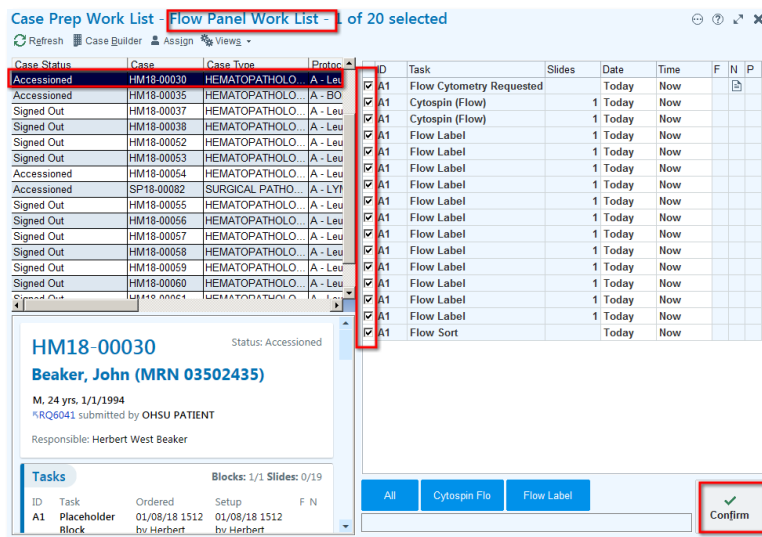 Case Prep Work List - Flow Panel Work List - 1 of 20 selected
Refresh Case Builder Assign Views
Case Status Case Case Type Protoc
Accessioned HM18-00030 HEMATOPATHOLO... A - Leu
Accessioned HM18-00035 HEMATOPATHOLO... A - BO
Signed Out HM18-00037 HEMATOPATHOLO... A - Leu
Signed Out HM18-00038 HEMATOPATHOLO... A - Leu
Signed Out HM18-00052 HEMATOPATHOLO... A - Leu
Signed Out HM18-00053 HEMATOPATHOLO... A - Leu
Accessioned HM18-00054 HEMATOPATHOLO... A - Leu
Accessioned SP18-00082 SURGICAL PATHO... A - LYM
Signed Out HM18-00055 HEMATOPATHOLO... A - Leu
Signed Out HM18-00056 HEMATOPATHOLO... A - Leu
Signed Out HM18-00057 HEMATOPATHOLO... A - Leu
Signed Out HM18-00058 HEMATOPATHOLO... A - Leu
Signed Out HM18-00059 HEMATOPATHOLO... A - Leu
Signed Out HM18-00060 HEMATOPATHOLO... A - Leu
Signed Out HM18-00061 HEMATOPATHOLO... A - Leu
ID Task Slides Date Time F N P
A1 Flow Cytometry Requested Today Now
A1 Cytospin (Flow) 1 Today Now
A1 Cytospin (Flow) 1 Today Now
A1 Flow Label 1 Today Now
A1 Flow Label 1 Today Now
A1 Flow Label 1 Today Now
A1 Flow Label 1 Today Now
A1 Flow Label 1 Today Now
A1 Flow Label 1 Today Now
A1 Flow Label 1 Today Now
A1 Flow Label 1 Today Now
A1 Flow Label 1 Today Now
A1 Flow Label 1 Today Now
A1 Flow Label 1 Today Now
A1 Flow Label 1 Today Now
A1 Flow Sort Today Now
HM18-00030 Status: Accessioned
Beaker, John (MRN 03502435)
M, 24 yrs, 1/1/1994
RQ6041 submitted by OHSU PATIENT
Responsible: Herbert West Beaker
Tasks Blocks: 1/1 Slides: 0/19
ID Task Ordered Setup F N
A1 Placeholder 01/08/18 1512 01/08/18 1512
Block by Herbert by Herbert
All Cytospin Flo Flow Label
Confirm